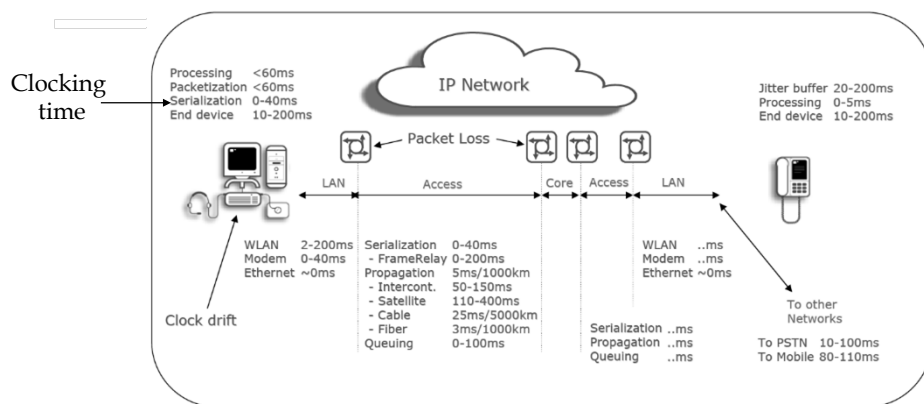 Clocking
time
Processing <60ms
Packetization <60ms
Serialization 0-40ms
End device 10-200ms
IP Network
Jitter buffer 20-200ms
Processing 0-5ms
End device 10-200ms
Packet Loss
LAN
Access
Core
Access
LAN
WLAN 2-200ms
Modem 0-40ms
Ethernet ~0ms
Serialization 0-40ms
- FrameRelay 0-200ms
Propagation 5ms/1000km
- Intercont. 50-150ms
- Satellite 110-400ms
- Cable 25ms/5000km
- Fiber 3ms/1000km
Queuing 0-100ms
WLAN ..ms
Modem ..ms
Ethernet ~0ms
Clock drift
Serialization ..ms
Propagation ..ms
Queuing ..ms
To other
Networks
To PSTN 10-100ms
To Mobile 80-110ms